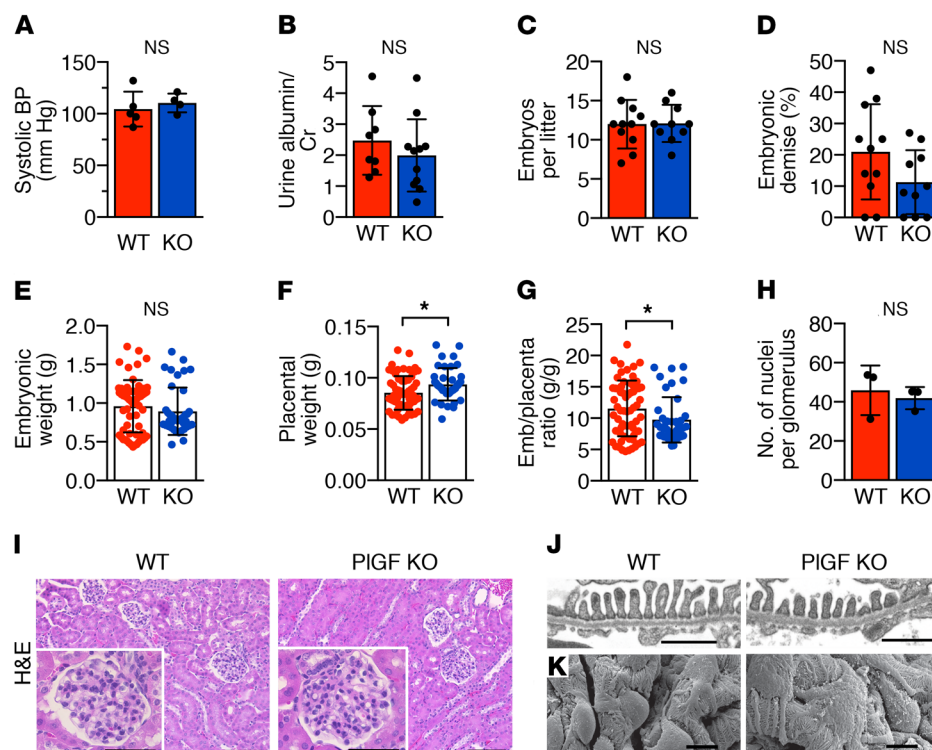 A
NS
Systolic BP
(mm Hg)
150
100
50
0
WT KO
B
NS
Urine albumin/
Cr
5
4
3
2
1
0
WT KO
C
NS
Embryos
per litter
20
15
10
5
0
WT KO
D
NS
Embryonic
demise (%)
50
40
30
20
10
0
WT KO
E
NS
Embryonic
weight (g)
2.0
1.5
1.0
0.5
0.0
WT KO
F
*
Placental
weight (g)
0.15
0.10
0.05
0.00
WT KO
G
*
Emb/placenta
ratio (g/g)
25
20
15
10
5
0
WT KO
H
NS
No. of nuclei
per glomerulus
80
60
40
20
0
WT KO
I
WT PlGF KO
H&E
J
WT PlGF KO
K